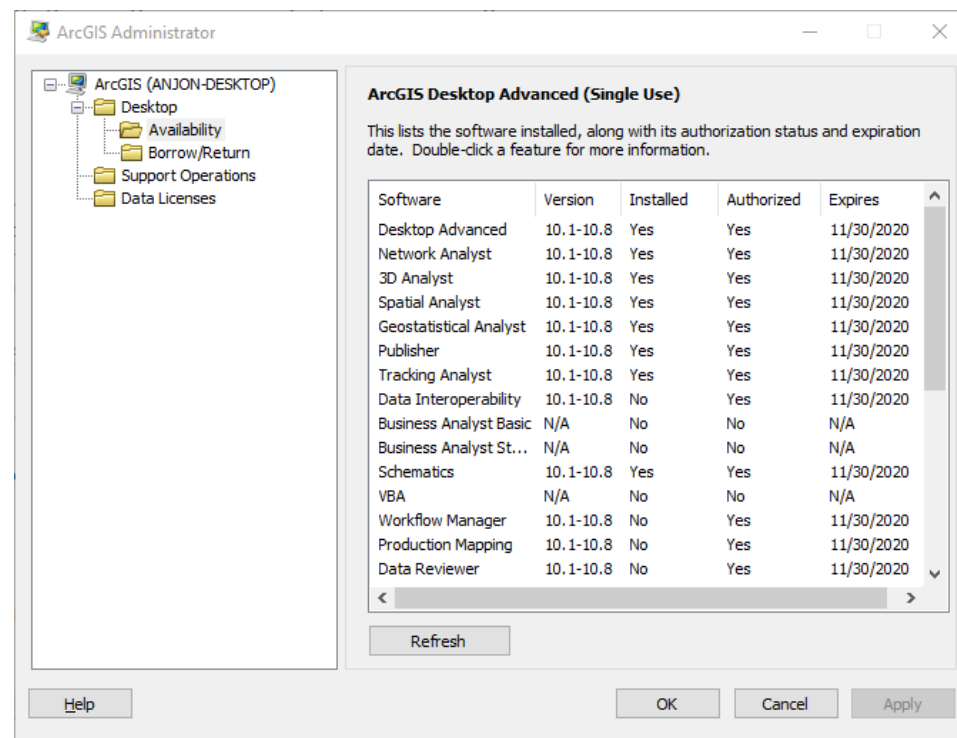 ArcGIS Administrator
ArcGIS (ANJON-DESKTOP)
Desktop
Availability
Borrow/Return
Support Operations
Data Licenses
ArcGIS Desktop Advanced (Single Use)
This lists the software installed, along with its authorization status and expiration
date. Double-click a feature for more information.
Software Version Installed Authorized Expires
Desktop Advanced 10.1-10.8 Yes Yes 11/30/2020
Network Analyst 10.1-10.8 Yes Yes 11/30/2020
3D Analyst 10.1-10.8 Yes Yes 11/30/2020
Spatial Analyst 10.1-10.8 Yes Yes 11/30/2020
Geostatistical Analyst 10.1-10.8 Yes Yes 11/30/2020
Publisher 10.1-10.8 Yes Yes 11/30/2020
Tracking Analyst 10.1-10.8 Yes Yes 11/30/2020
Data Interoperability 10.1-10.8 No Yes 11/30/2020
Business Analyst Basic N/A No No N/A
Business Analyst St... N/A No No N/A
Schematics 10.1-10.8 Yes Yes 11/30/2020
VBA N/A No No N/A
Workflow Manager 10.1-10.8 No Yes 11/30/2020
Production Mapping 10.1-10.8 No Yes 11/30/2020
Data Reviewer 10.1-10.8 No Yes 11/30/2020
Refresh
Help OK Cancel Apply